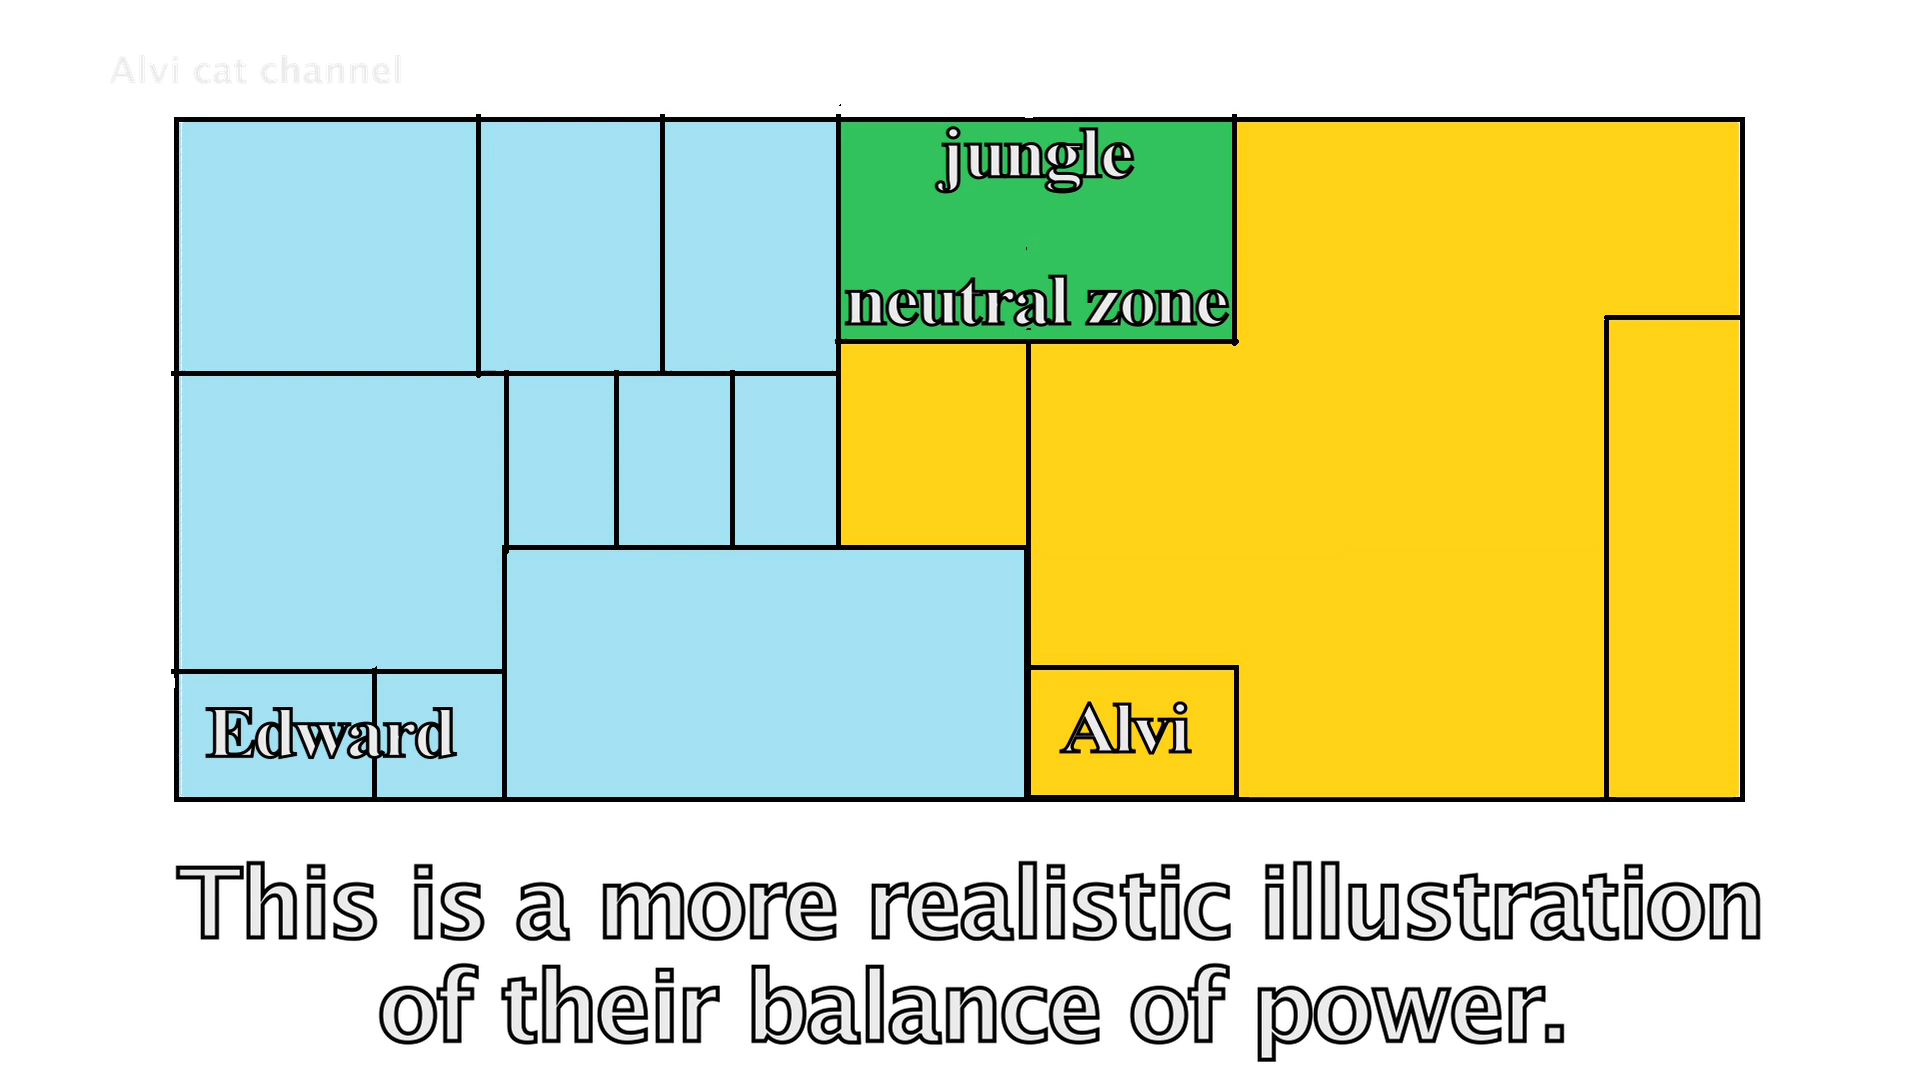 Alvi cat channel
jungle
neutral zone
Edward
Alvi
This is a more realistic illustration
of their balance of power.